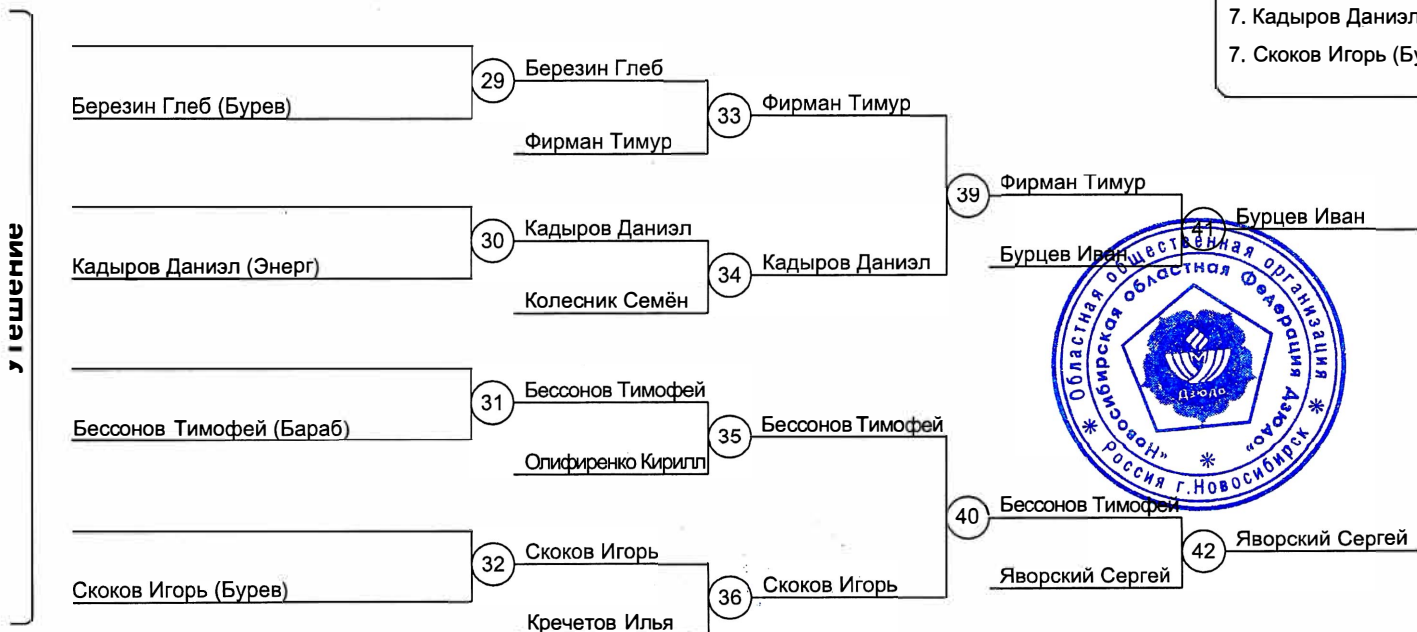 7. Кадыров Даниэл
7. Скоков Игорь
Утешение
Березин Глеб (Бурев)
29
Березин Глеб
Фирман Тимур
33
Фирман Тимур
Кадыров Даниэл (Энерг)
30
Кадыров Даниэл
Колесник Семён
34
Кадыров Даниэл
39
Фирман Тимур
Бурцев Иван
41
Бурцев Иван
Бессонов Тимофей (Бараб)
31
Бессонов Тимофей
Олифиренко Кирилл
35
Бессонов Тимофей
Скоков Игорь (Бурев)
32
Скоков Игорь
Кречетов Илья
36
Скоков Игорь
40
Бессонов Тимофей
Яворский Сергей
42
Яворский Сергей
Областная общественная организация
«Новосибирская областная Федерация Дзюдо»
Дзюдо
Россия г.Новосибирск